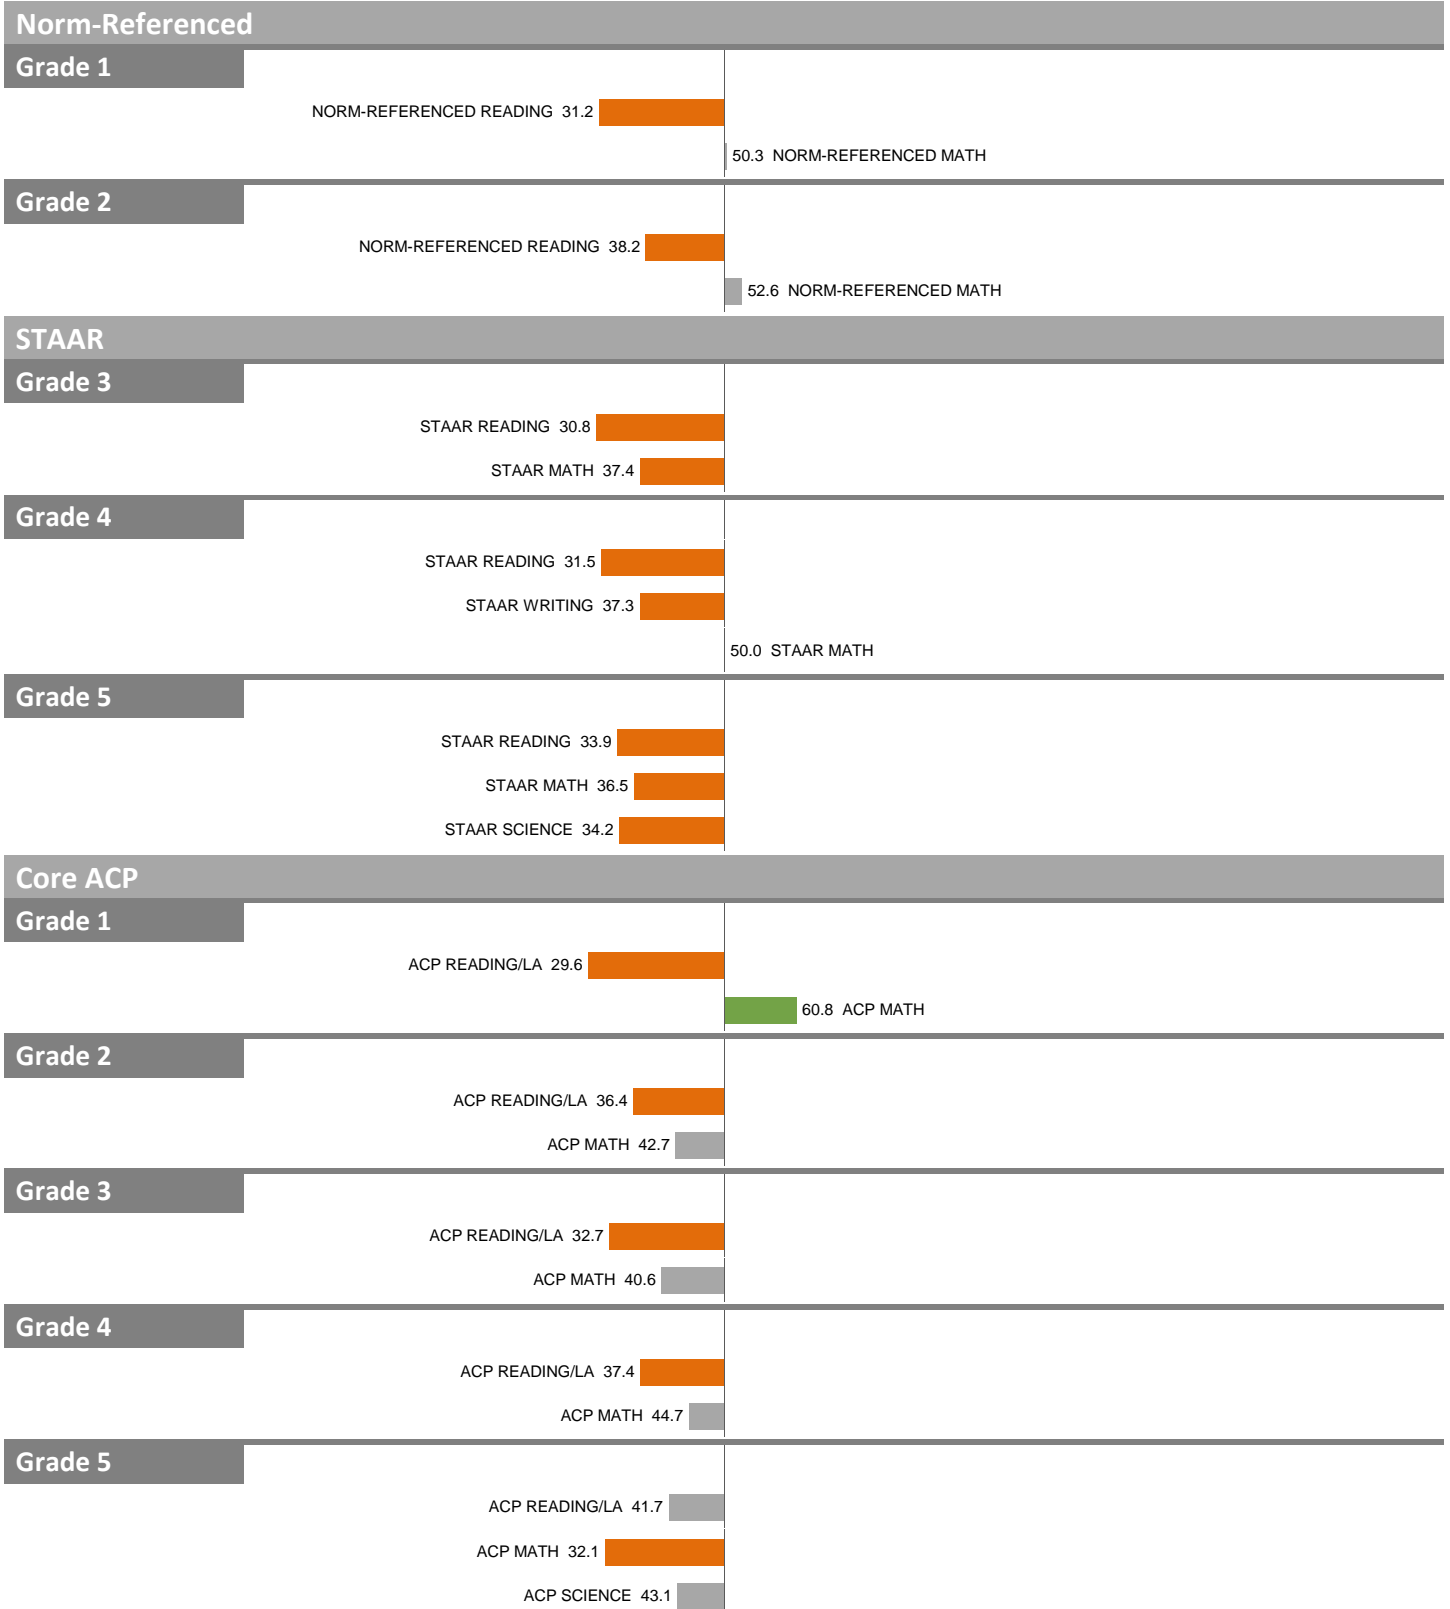 Norm-Referenced
Grade 1
NORM-REFERENCED READING 31.2
50.3 NORM-REFERENCED MATH
Grade 2
NORM-REFERENCED READING 38.2
52.6 NORM-REFERENCED MATH
STAAR
Grade 3
STAAR READING 30.8
STAAR MATH 37.4
Grade 4
STAAR READING 31.5
STAAR WRITING 37.3
50.0 STAAR MATH
Grade 5
STAAR READING 33.9
STAAR MATH 36.5
STAAR SCIENCE 34.2
Core ACP
Grade 1
ACP READING/LA 29.6
60.8 ACP MATH
Grade 2
ACP READING/LA 36.4
ACP MATH 42.7
Grade 3
ACP READING/LA 32.7
ACP MATH 40.6
Grade 4
ACP READING/LA 37.4
ACP MATH 44.7
Grade 5
ACP READING/LA 41.7
ACP MATH 32.1
ACP SCIENCE 43.1